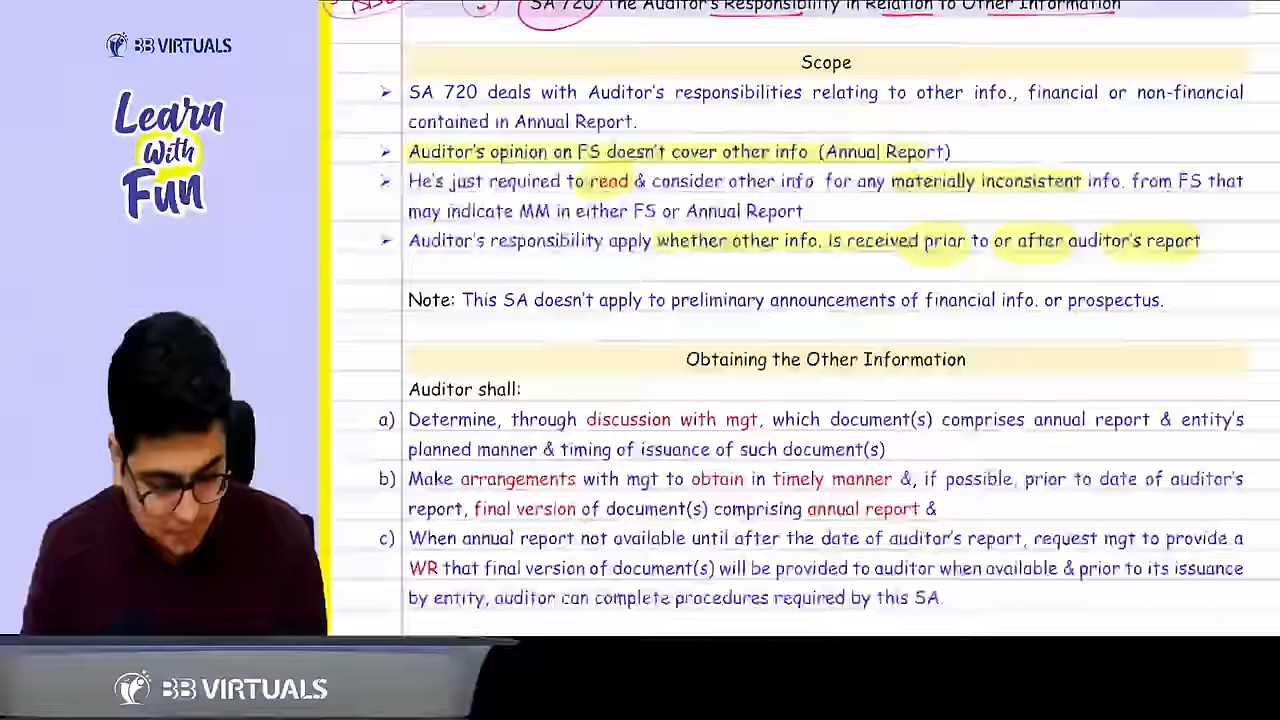 SA 720, The Auditor's Responsibility in Relation to Other Information
BB VIRTUALS
Learn
With
Fun
Scope
➤ SA 720 deals with Auditor's responsibilities relating to other info., financial or non-financial
contained in Annual Report.
➤ Auditor's opinion on FS doesn't cover other info (Annual Report)
➤ He's just required to read & consider other info for any materially inconsistent info. from FS that
may indicate MM in either FS or Annual Report
➤ Auditor's responsibility apply whether other info. is received prior to or after auditor's report
Note: This SA doesn't apply to preliminary announcements of financial info. or prospectus.
Obtaining the Other Information
Auditor shall:
a) Determine, through discussion with mgt, which document(s) comprises annual report & entity's
planned manner & timing of issuance of such document(s)
b) Make arrangements with mgt to obtain in timely manner &, if possible, prior to date of auditor's
report, final version of document(s) comprising annual report &
c) When annual report not available until after the date of auditor's report, request mgt to provide a
WR that final version of document(s) will be provided to auditor when available & prior to its issuance
by entity, auditor can complete procedures required by this SA.
BB VIRTUALS